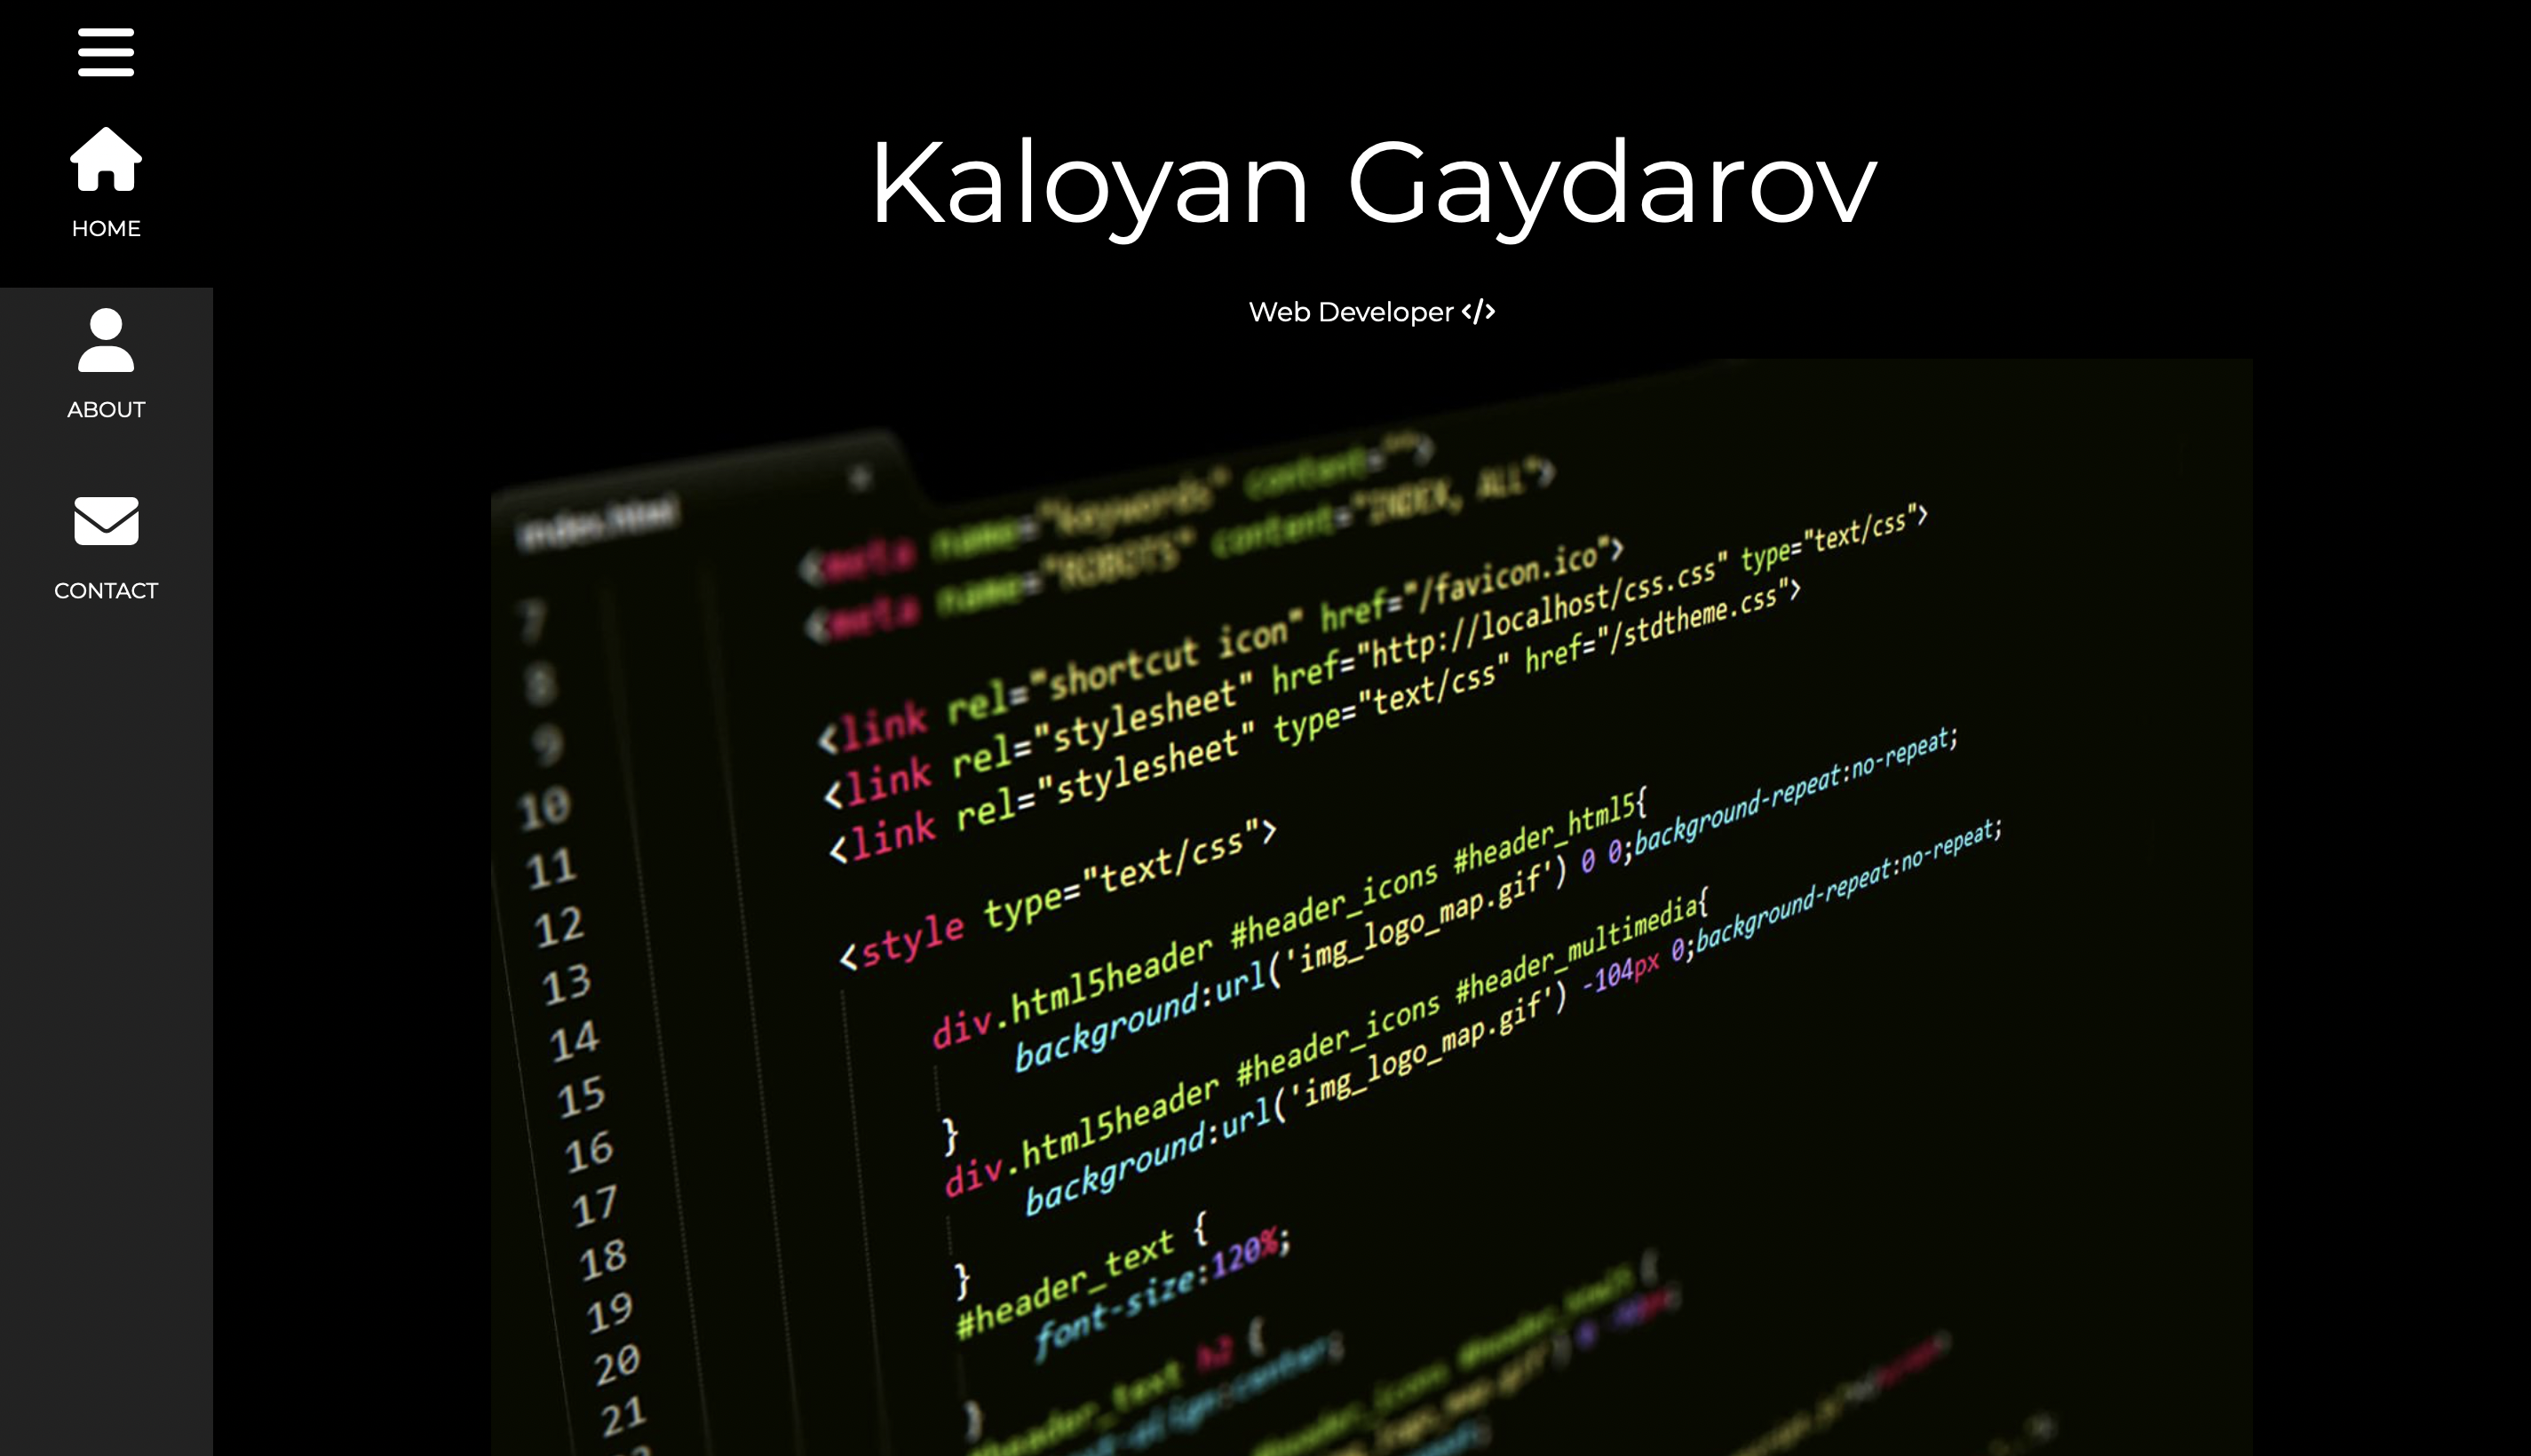 HOME
ABOUT
CONTACT
Kaloyan Gaydarov
Web Developer </>
index.html
7
<meta name="keywords" content="">
8
<meta name="ROBOTS" content="INDEX, ALL">
9
10
<link rel="shortcut icon" href="/favicon.ico">
11
<link rel="stylesheet" href="http://localhost/css.css" type="text/css">
12
<link rel="stylesheet" type="text/css" href="/stdtheme.css">
13
14
<style type="text/css">
15
16
div.html5header #header_icons #header_html5{
17
background:url('img_logo_map.gif') 0 0;background-repeat:no-repeat;
18
}
19
div.html5header #header_icons #header_multimedia{
20
background:url('img_logo_map.gif') -104px 0;background-repeat:no-repeat;
21
}
#header_text {
font-size:120%;
}
#header_text h2 {
}